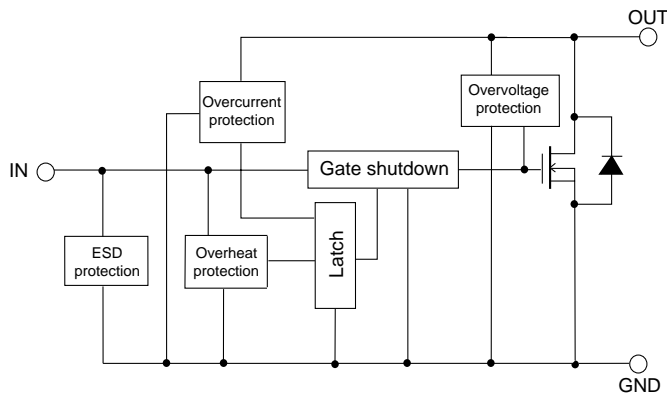 OUT
Overcurrent
protection
Overvoltage
protection
IN
Gate shutdown
ESD
protection
Overheat
protection
Latch
GND